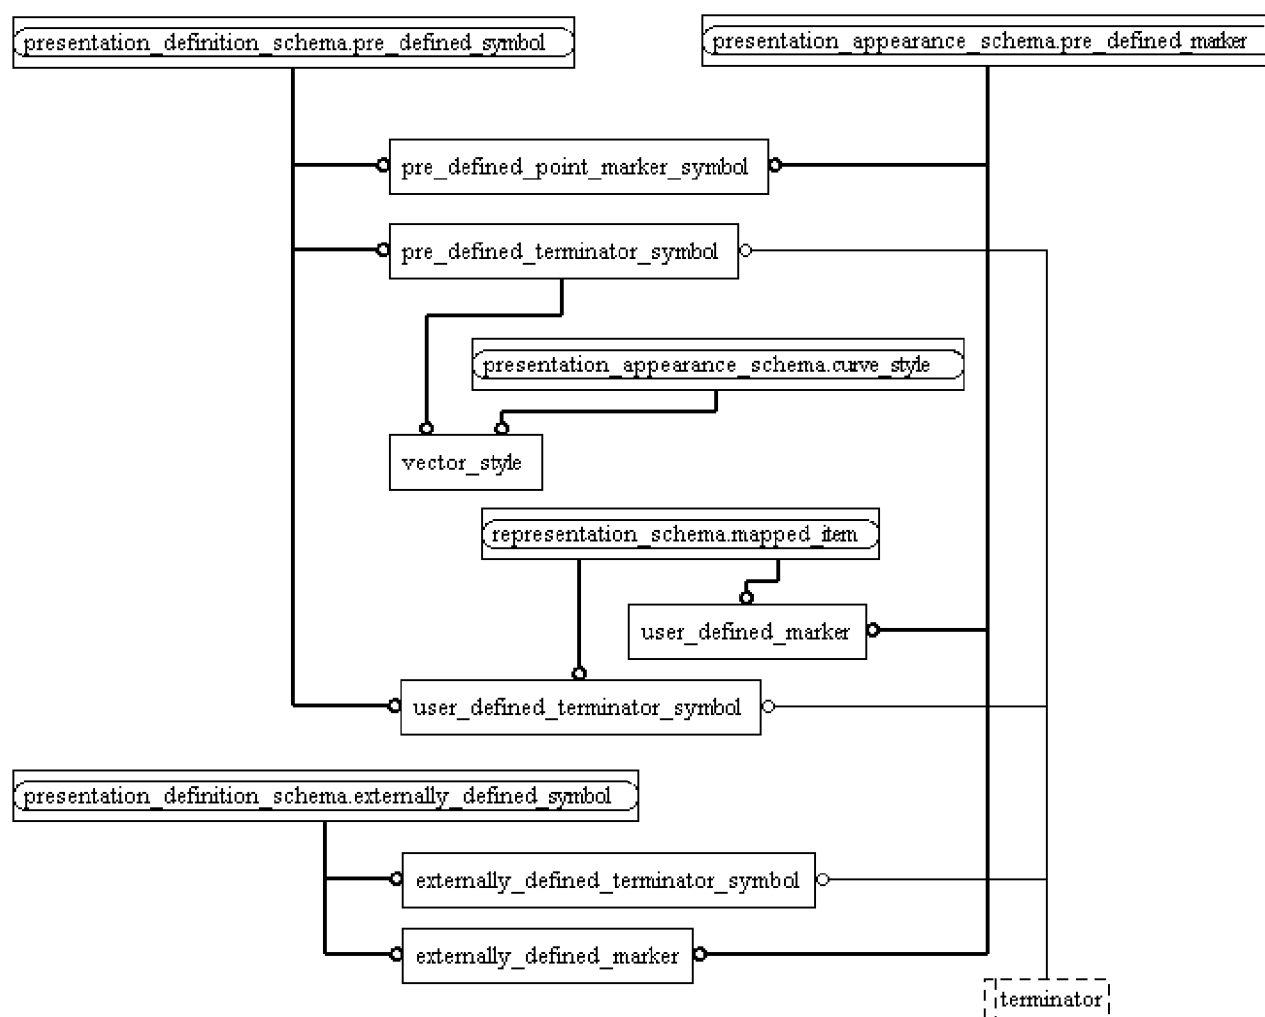 presentation_definition_schema.pre_defined_symbol
presentation_appearance_schema.pre_defined_marker
pre_defined_point_marker_symbol
pre_defined_terminator_symbol
presentation_appearance_schema.curve_style
vector_style
representation_schema.mapped_item
user_defined_marker
user_defined_terminator_symbol
presentation_definition_schema.externally_defined_symbol
externally_defined_terminator_symbol
externally_defined_marker
terminator